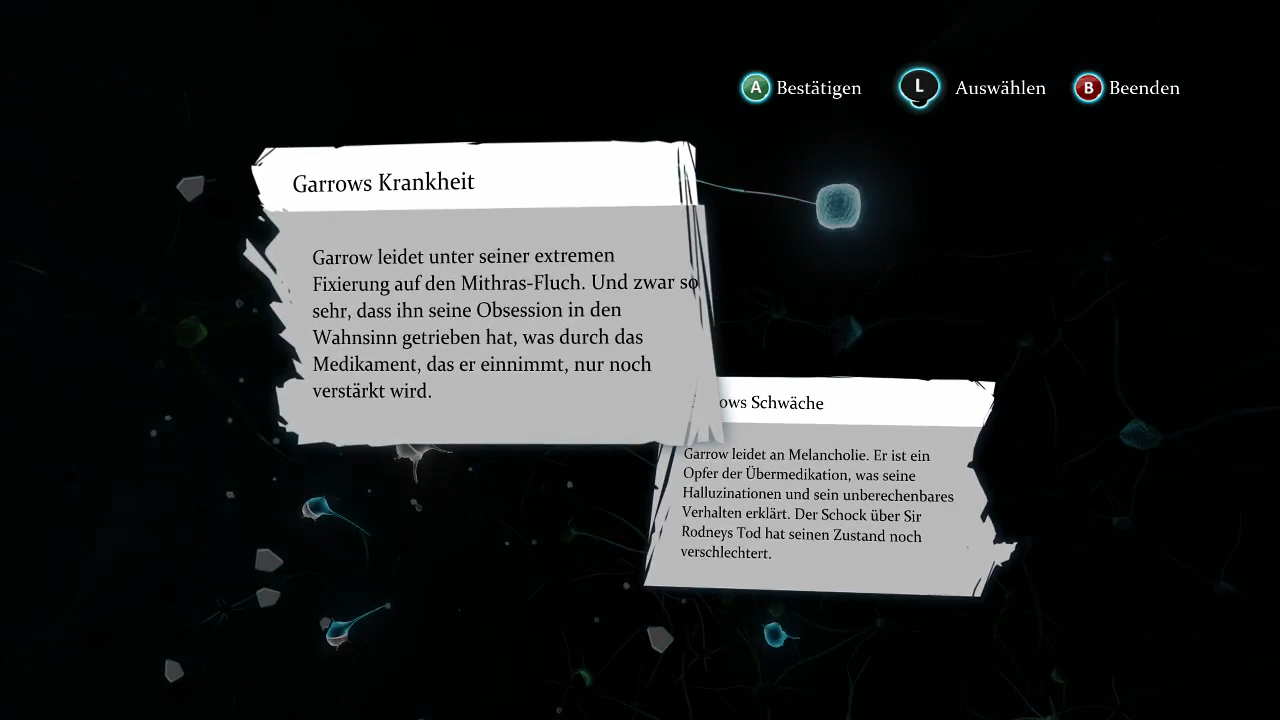 A Bestätigen L Auswählen B Beenden
Garrows Krankheit
Garrow leidet unter seiner extremen
Fixierung auf den Mithras-Fluch. Und zwar so
sehr, dass ihn seine Obsession in den
Wahnsinn getrieben hat, was durch das
Medikament, das er einnimmt, nur noch
verstärkt wird.
ows Schwäche
Garrow leidet an Melancholie. Er ist ein
Opfer der Übermedikation, was seine
Halluzinationen und sein unberechenbares
Verhalten erklärt. Der Schock über Sir
Rodneys Tod hat seinen Zustand noch
verschlechtert.